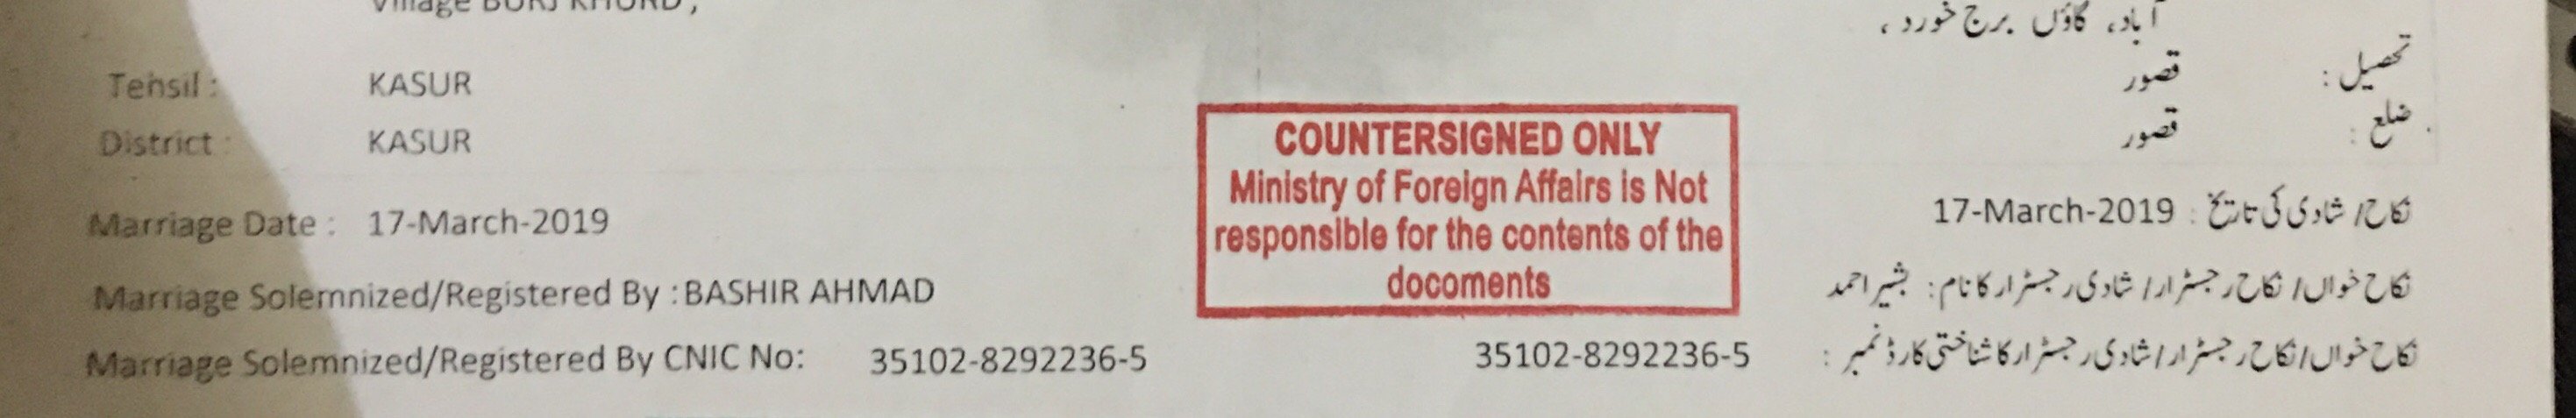 Village BURJ KHURD,
آباد، گاؤں برج خورد،
Tehsil : KASUR
تحصیل : قصور
District : KASUR
ضلع : قصور
COUNTERSIGNED ONLY
Ministry of Foreign Affairs is Not
responsible for the contents of the
docoments
Marriage Date : 17-March-2019
نکاح/ شادی کی تاریخ : 17-March-2019
Marriage Solemnized/Registered By : BASHIR AHMAD
نکاح خواں/ نکاح رجسٹرار/ شادی رجسٹرار کا نام : بشیر احمد
Marriage Solemnized/Registered By CNIC No: 35102-8292236-5
نکاح خواں/نکاح رجسٹرار/شادی رجسٹرار کا شناختی کارڈ نمبر : 35102-8292236-5